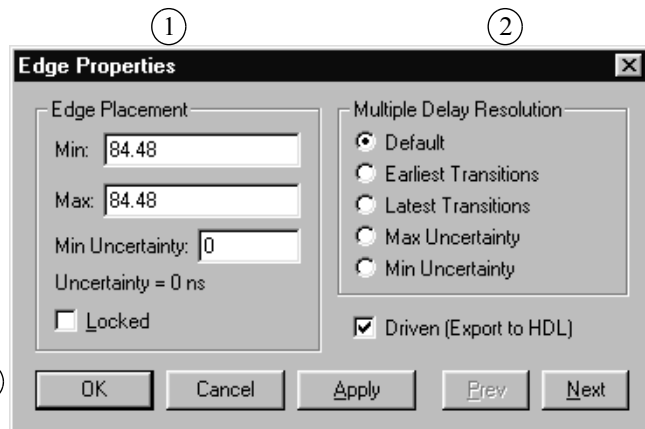 1
2
Edge Properties
Edge Placement
Min: 84.48
Max: 84.48
Min Uncertainty: 0
Uncertainty = 0 ns
Locked
Multiple Delay Resolution
Default
Earliest Transitions
Latest Transitions
Max Uncertainty
Min Uncertainty
Driven (Export to HDL)
OK
Cancel
Apply
Prev
Next